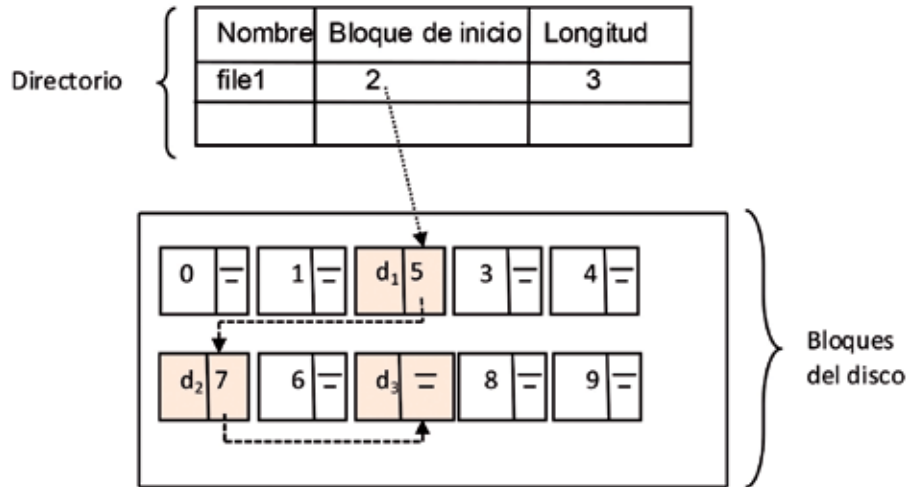 Nombre Bloque de inicio Longitud
Directorio
file1 2 3
0 1 d₁ 5 3 4
Bloques
del disco
d₂ 7 6 d₃ 8 9